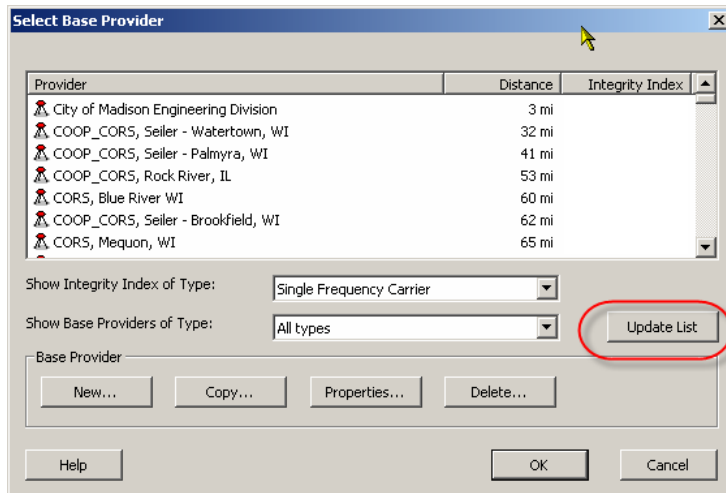 Select Base Provider
Provider Distance Integrity Index
City of Madison Engineering Division 3 mi
COOP_CORS, Seiler - Watertown, WI 32 mi
COOP_CORS, Seiler - Palmyra, WI 41 mi
COOP_CORS, Rock River, IL 53 mi
CORS, Blue River WI 60 mi
COOP_CORS, Seiler - Brookfield, WI 62 mi
CORS, Mequon, WI 65 mi
Show Integrity Index of Type: Single Frequency Carrier
Show Base Providers of Type: All types Update List
Base Provider
New... Copy... Properties... Delete...
Help OK Cancel